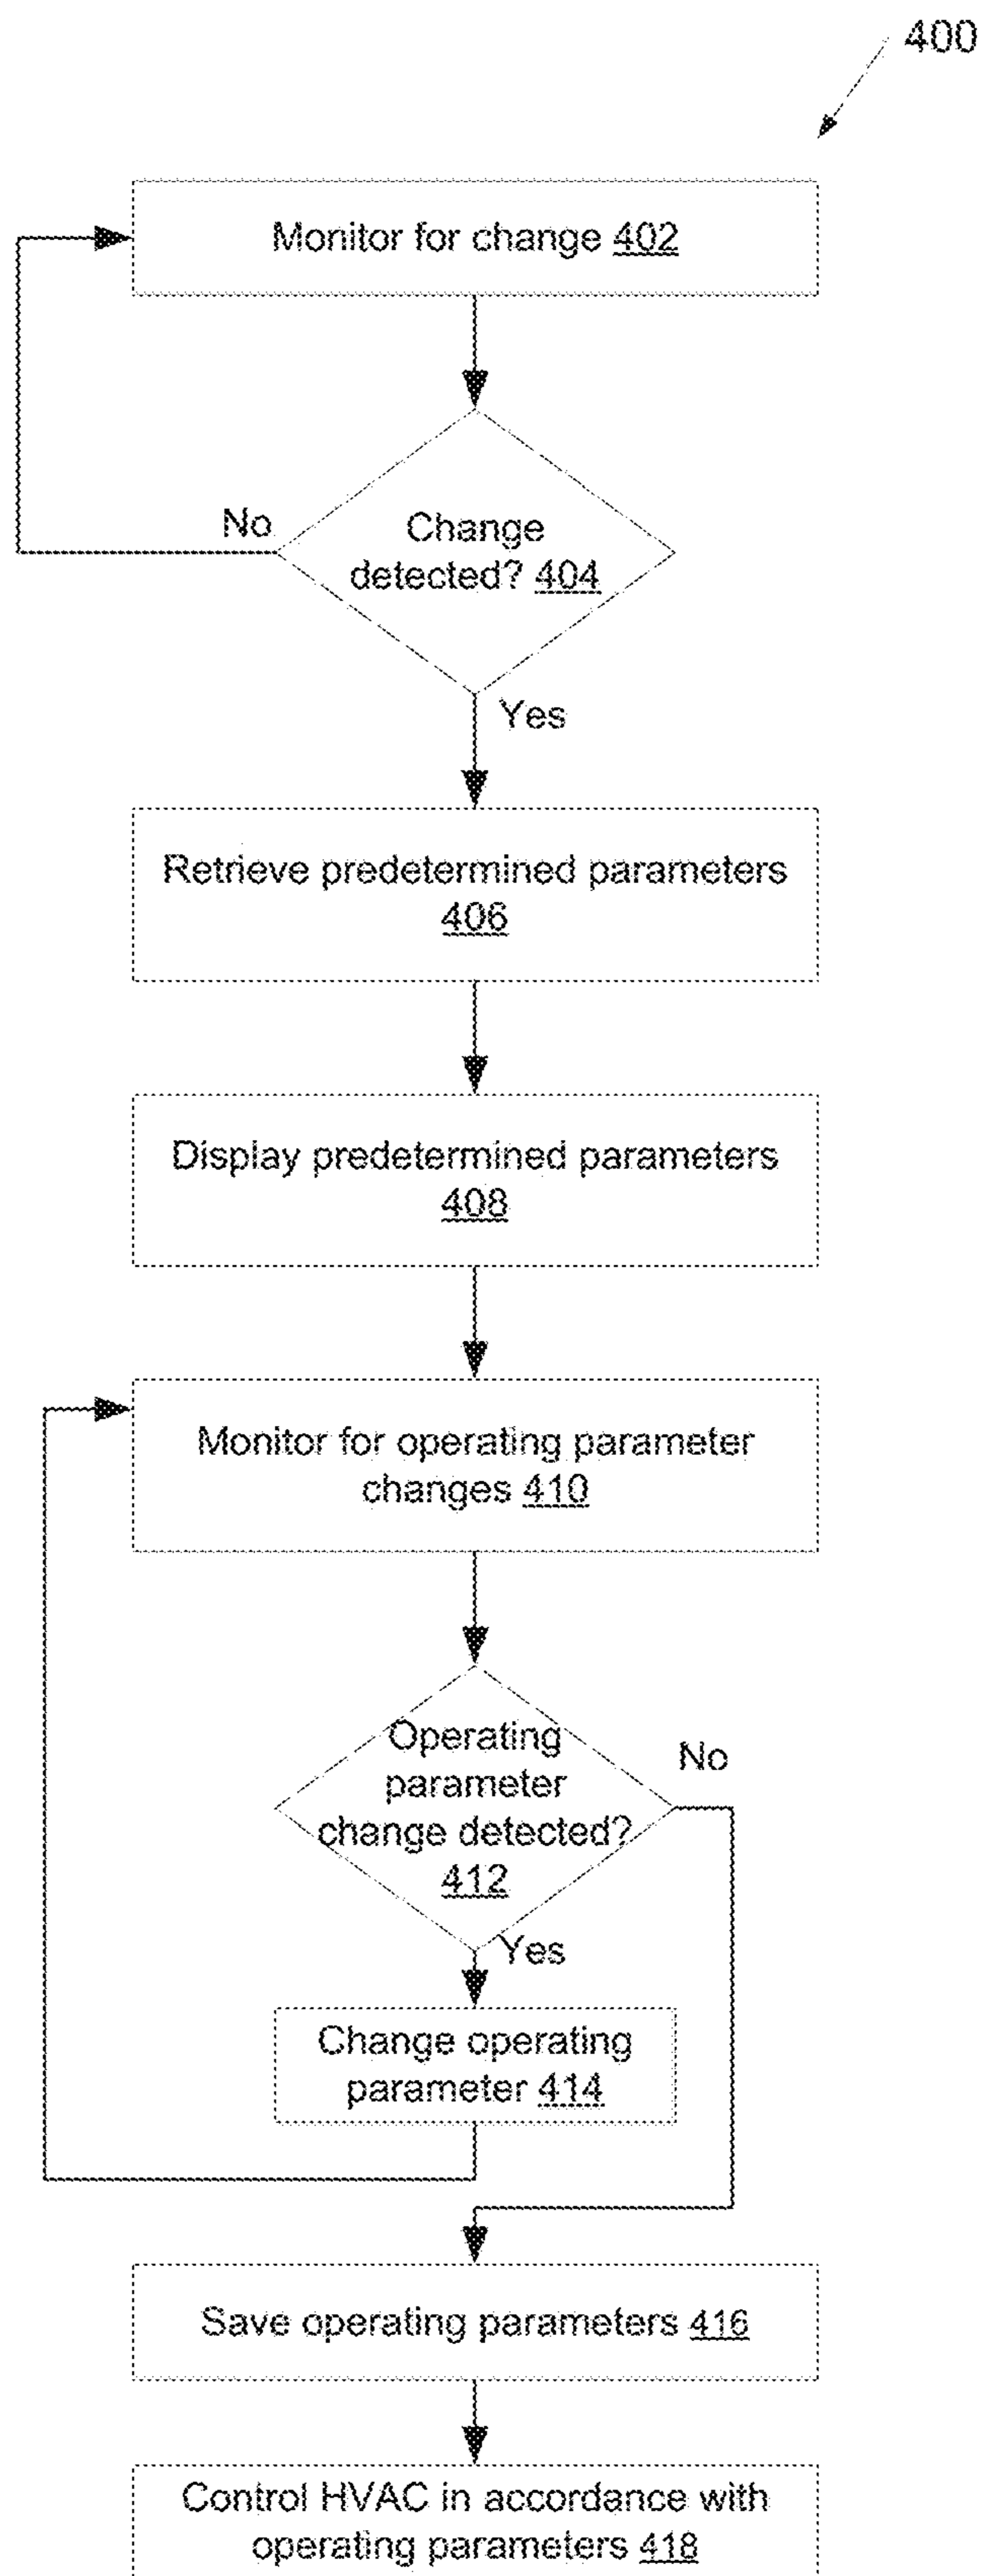 400
Monitor for change 402
Change
detected? 404
No
Yes
Retrieve predetermined parameters
406
Display predetermined parameters
408
Monitor for operating parameter
changes 410
Operating
parameter
change detected?
412
No
Yes
Change operating
parameter 414
Save operating parameters 416
Control HVAC in accordance with
operating parameters 418